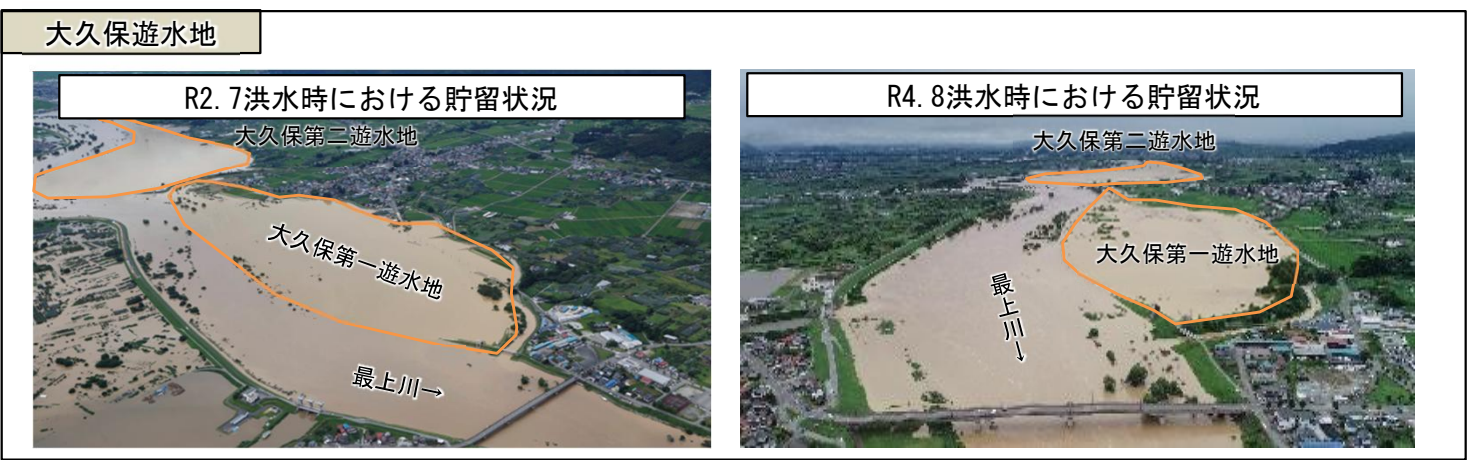 大久保遊水地
R2.7洪水時における貯留状況
大久保第二遊水地
大久保第一遊水地
最上川→
R4.8洪水時における貯留状況
大久保第二遊水地
大久保第一遊水地
最上川→